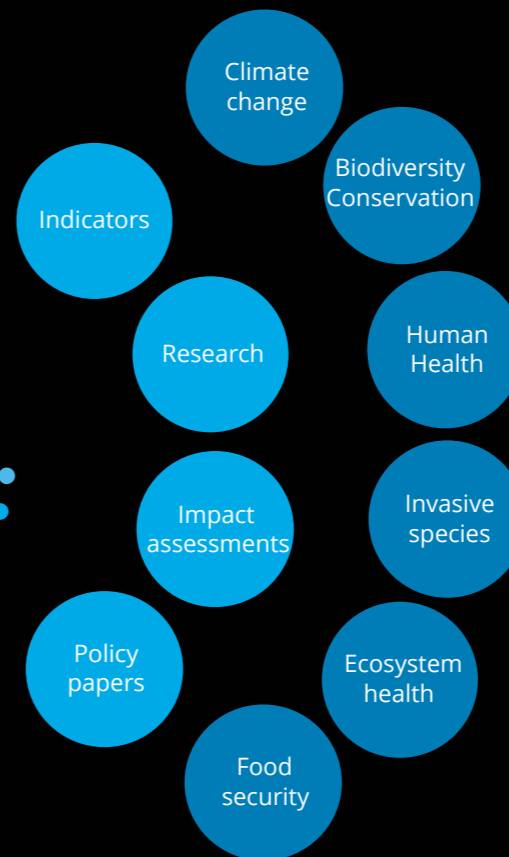 Climate
change
Biodiversity
Conservation
Indicators
Human
Health
Research
Invasive
species
Impact
assessments
Ecosystem
health
Policy
papers
Food
security